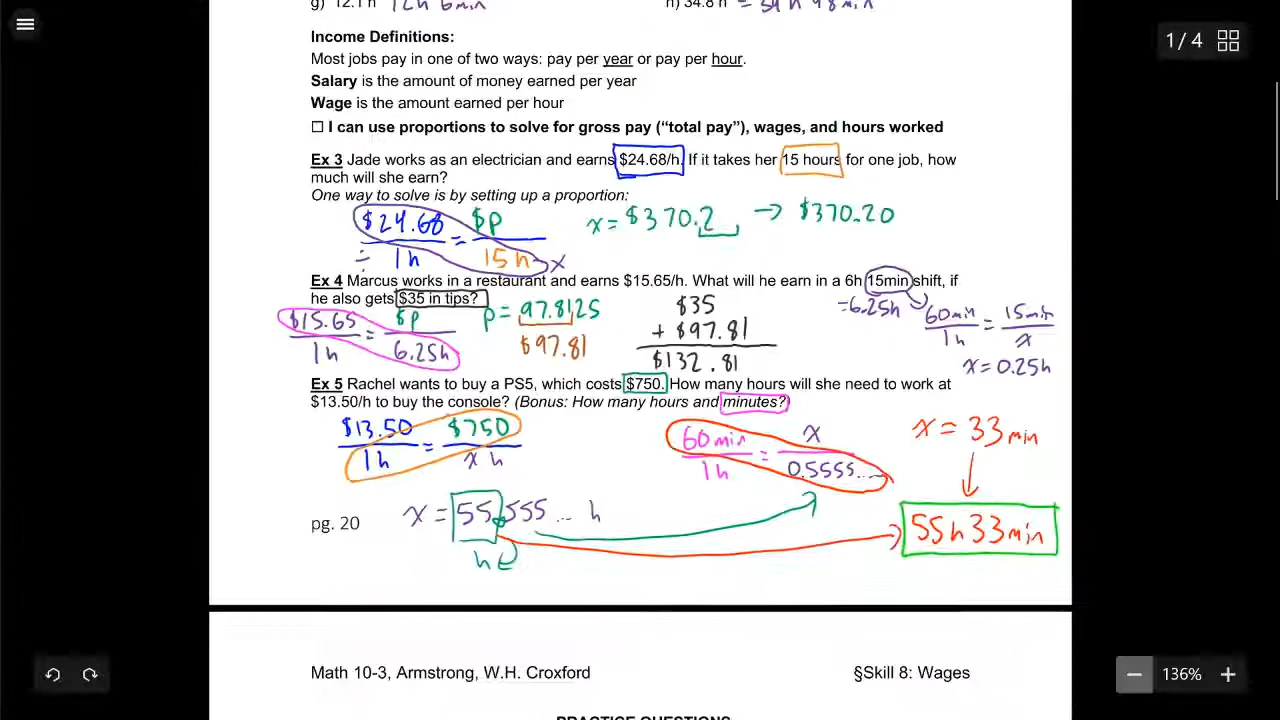 g) 12.1 h 12h 6min h) 34.8 h = 34 h 48 min
1 / 4
Income Definitions:
Most jobs pay in one of two ways: pay per year or pay per hour.
Salary is the amount of money earned per year
Wage is the amount earned per hour
☐ I can use proportions to solve for gross pay (“total pay”), wages, and hours worked
Ex 3 Jade works as an electrician and earns $24.68/h. If it takes her 15 hours for one job, how
much will she earn?
One way to solve is by setting up a proportion:
$24.68 $p
÷ 1h = 15 h x
x = $370.2 → $370.20
Ex 4 Marcus works in a restaurant and earns $15.65/h. What will he earn in a 6h 15min shift, if
he also gets $35 in tips?
$15.65 $p
1h = 6.25h
p = 97.8125
$97.81
$35
+ $97.81
$132.81
=6.25h
60min 15min
1h = x
x = 0.25h
Ex 5 Rachel wants to buy a PS5, which costs $750. How many hours will she need to work at
$13.50/h to buy the console? (Bonus: How many hours and minutes?)
$13.50 $750
1h = x h
60min x
1h = 0.5555...
x = 33min
x = 55.555... h
h
55h 33min
pg. 20
Math 10-3, Armstrong, W.H. Croxford §Skill 8: Wages
136%
PRACTICE QUESTIONS